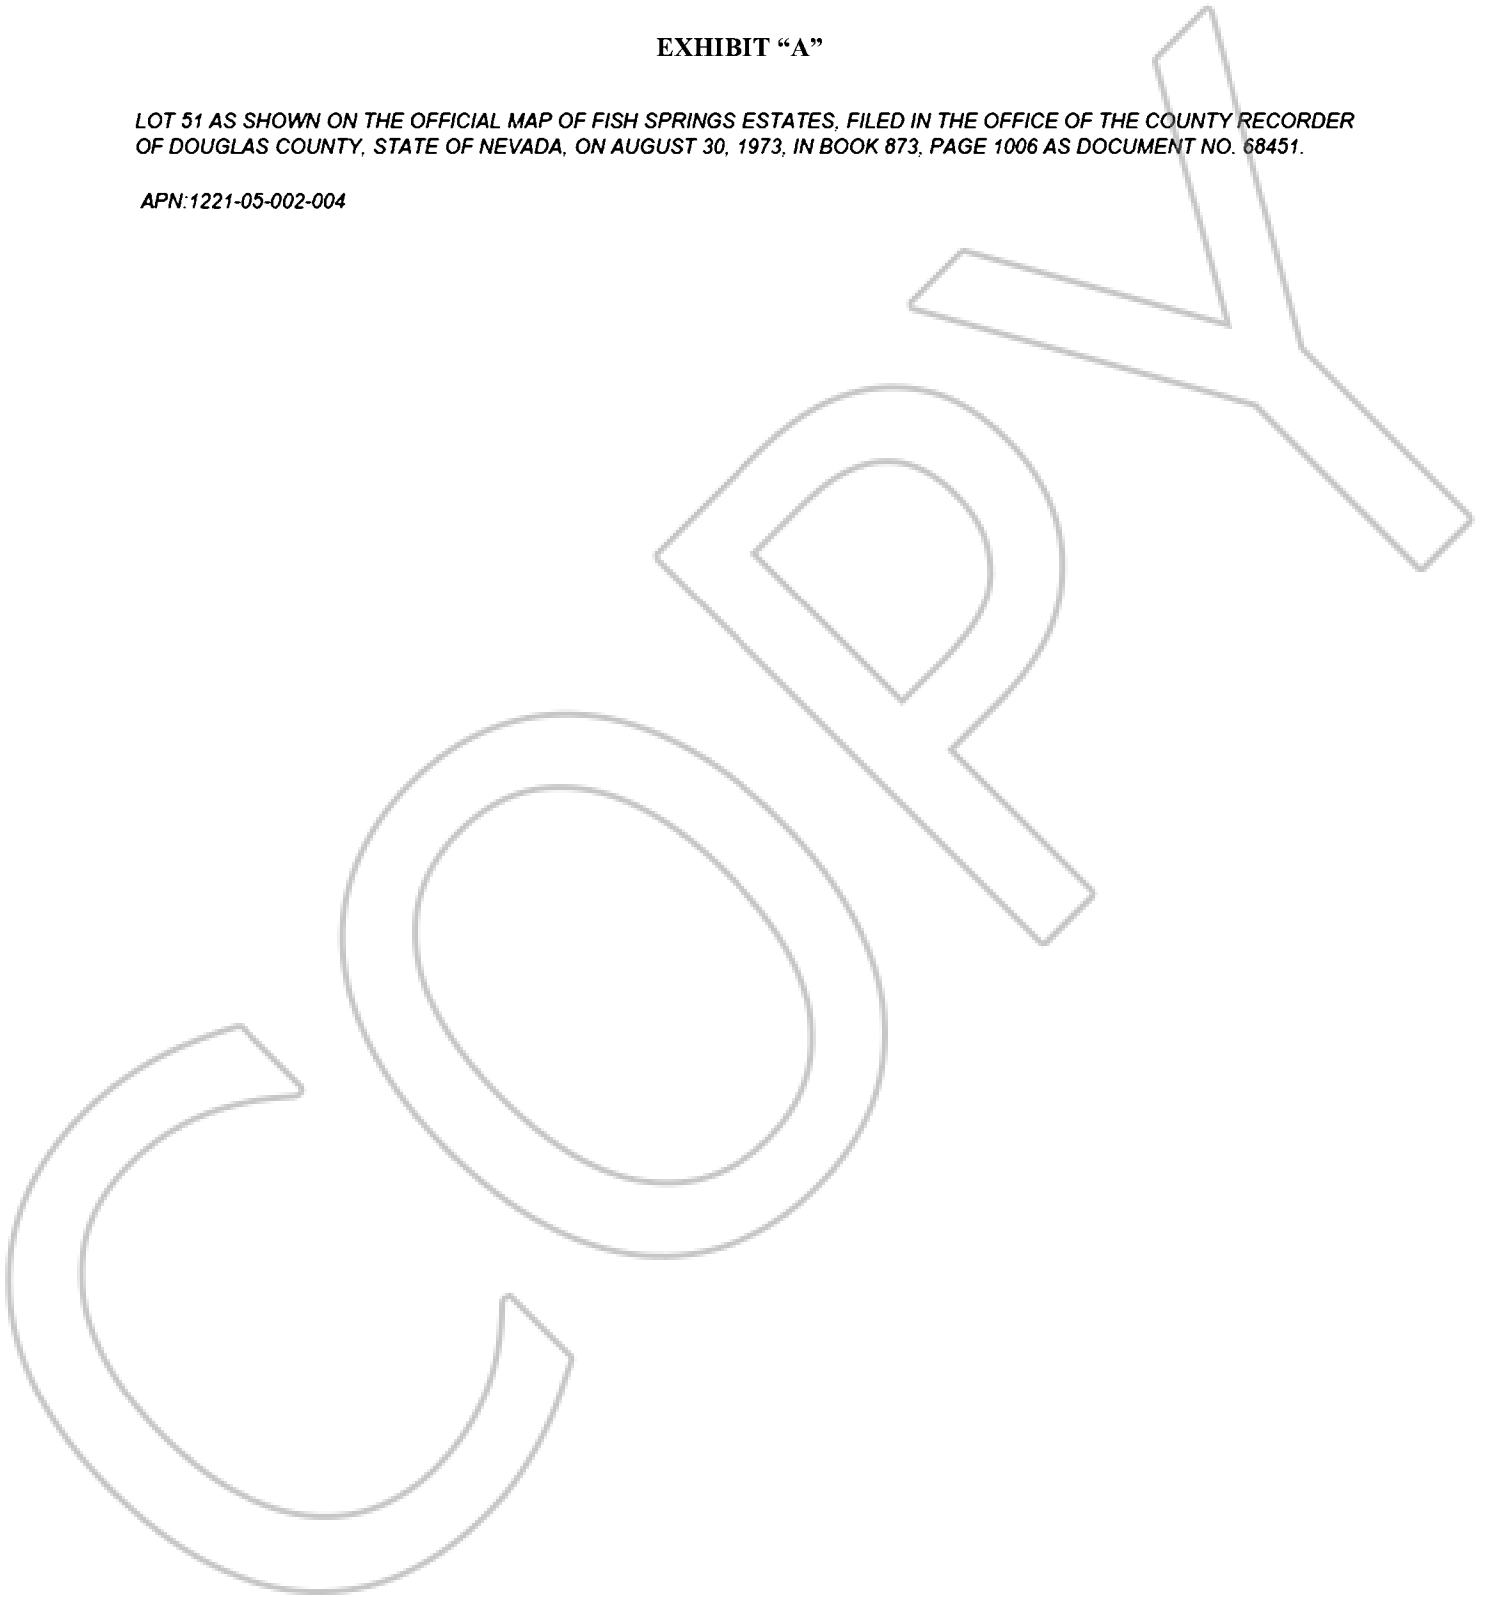 EXHIBIT “A”
LOT 51 AS SHOWN ON THE OFFICIAL MAP OF FISH SPRINGS ESTATES, FILED IN THE OFFICE OF THE COUNTY RECORDER
OF DOUGLAS COUNTY, STATE OF NEVADA, ON AUGUST 30, 1973, IN BOOK 873, PAGE 1006 AS DOCUMENT NO. 68451.
APN:1221-05-002-004
COPY